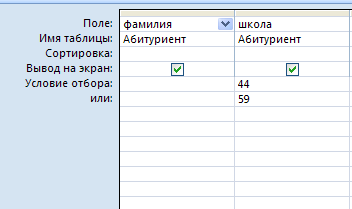 Поле: фамилия школа
Имя таблицы: Абитуриент Абитуриент
Сортировка:
Вывод на экран:
Условие отбора: 44
или: 59